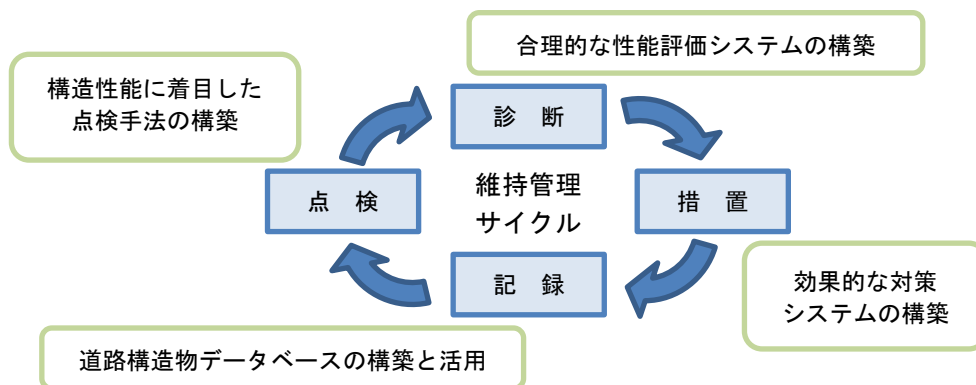 合理的な性能評価システムの構築
構造性能に着目した
点検手法の構築
診　断
点　検
維持管理
サイクル
措　置
記　録
効果的な対策
システムの構築
道路構造物データベースの構築と活用